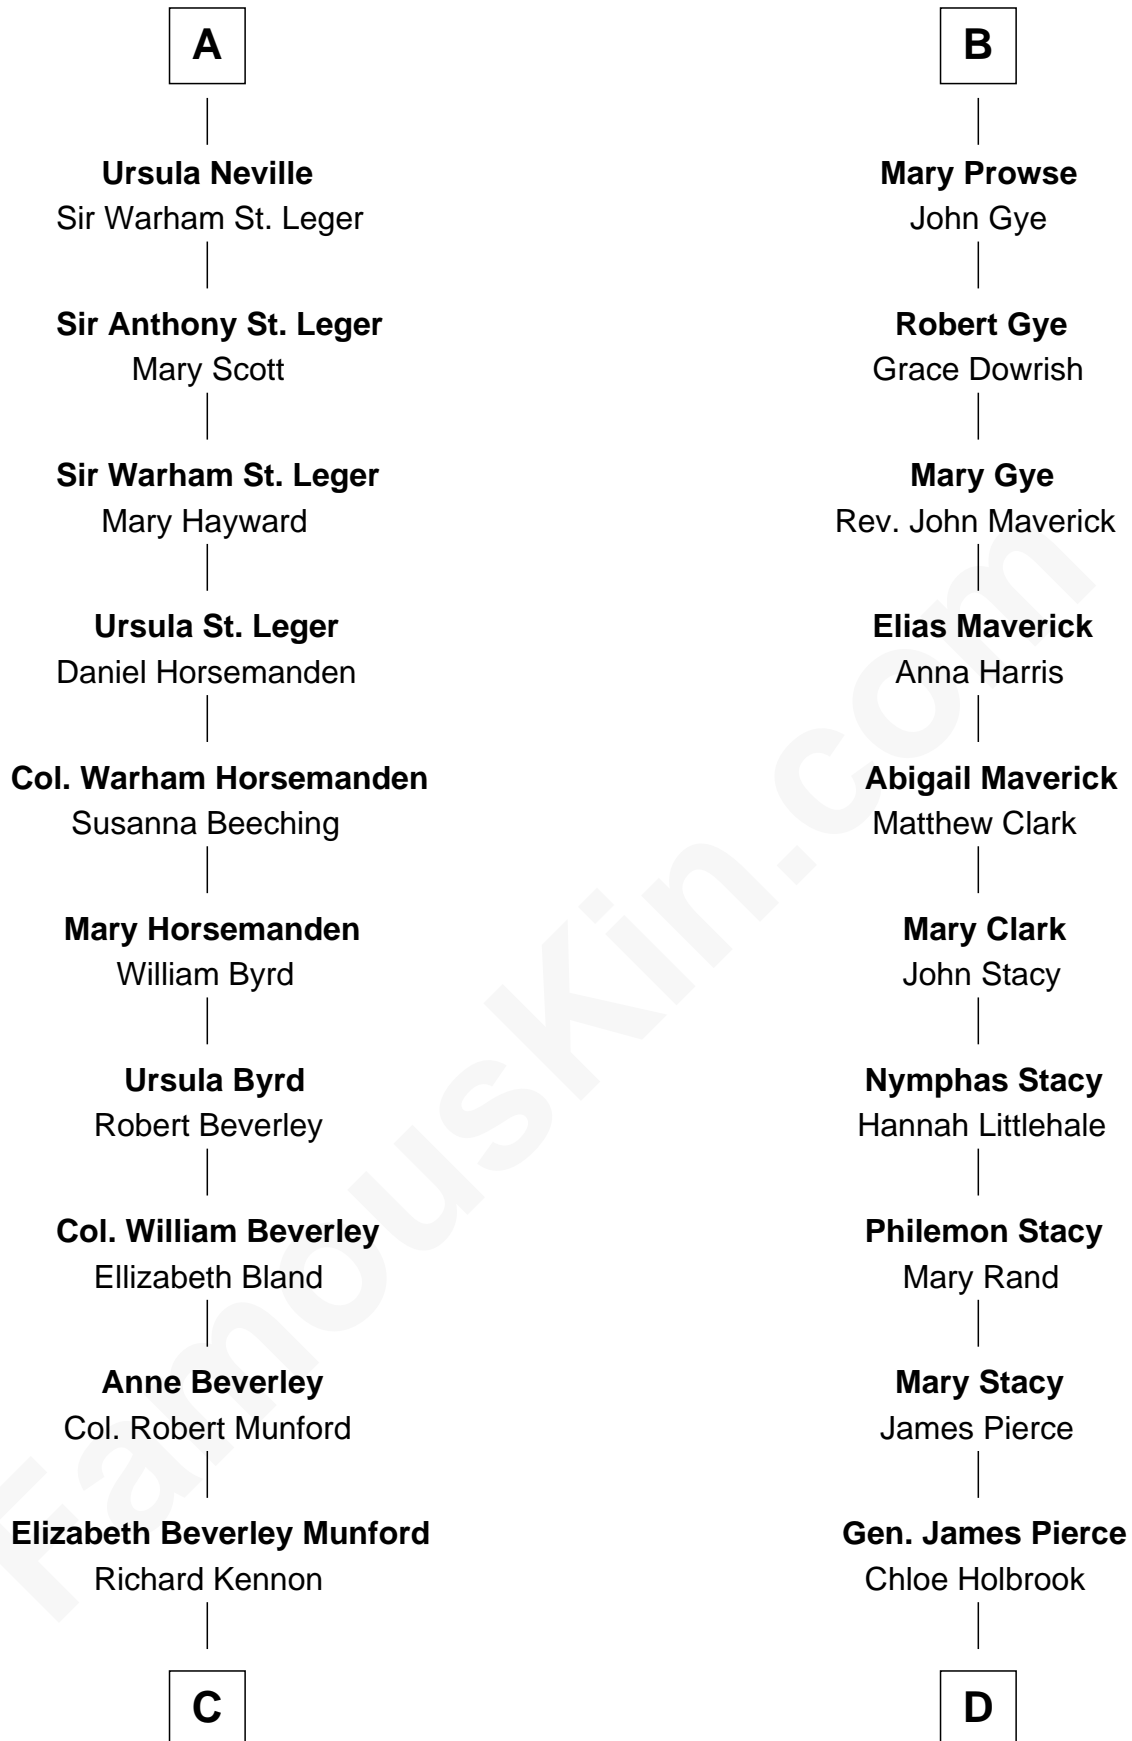 A
Ursula Neville
Sir Warham St. Leger
Sir Anthony St. Leger
Mary Scott
Sir Warham St. Leger
Mary Hayward
Ursula St. Leger
Daniel Horsemanden
Col. Warham Horsemanden
Susanna Beeching
Mary Horsemanden
William Byrd
Ursula Byrd
Robert Beverley
Col. William Beverley
Ellizabeth Bland
Anne Beverley
Col. Robert Munford
Elizabeth Beverley Munford
Richard Kennon
C
B
Mary Prowse
John Gye
Robert Gye
Grace Dowrish
Mary Gye
Rev. John Maverick
Elias Maverick
Anna Harris
Abigail Maverick
Matthew Clark
Mary Clark
John Stacy
Nymphas Stacy
Hannah Littlehale
Philemon Stacy
Mary Rand
Mary Stacy
James Pierce
Gen. James Pierce
Chloe Holbrook
D
FamousKin.com